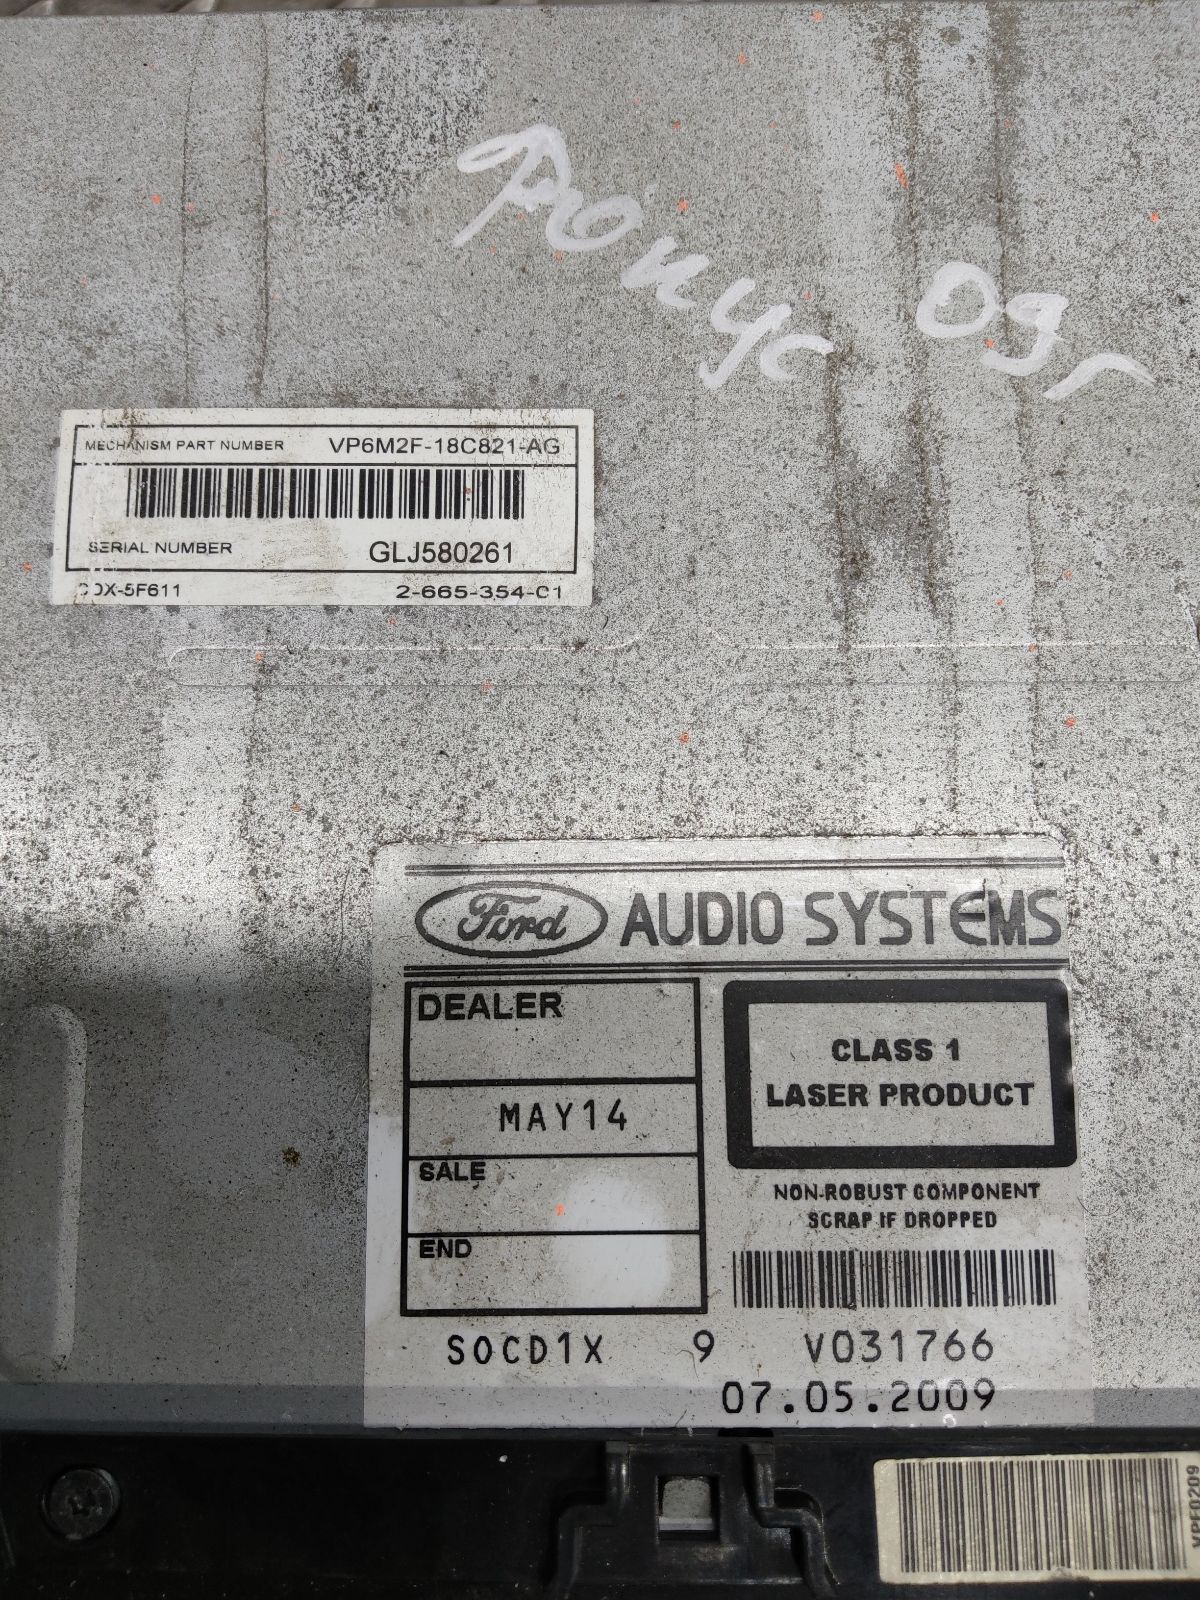 Фокус 09г
MECHANISM PART NUMBER VP6M2F-18C821-AG
SERIAL NUMBER GLJ580261
CDX-5F611 2-665-354-01
Ford AUDIO SYSTEMS
DEALER
MAY14
SALE
END
CLASS 1
LASER PRODUCT
NON-ROBUST COMPONENT
SCRAP IF DROPPED
SOCD1X 9 V031766
07.05.2009